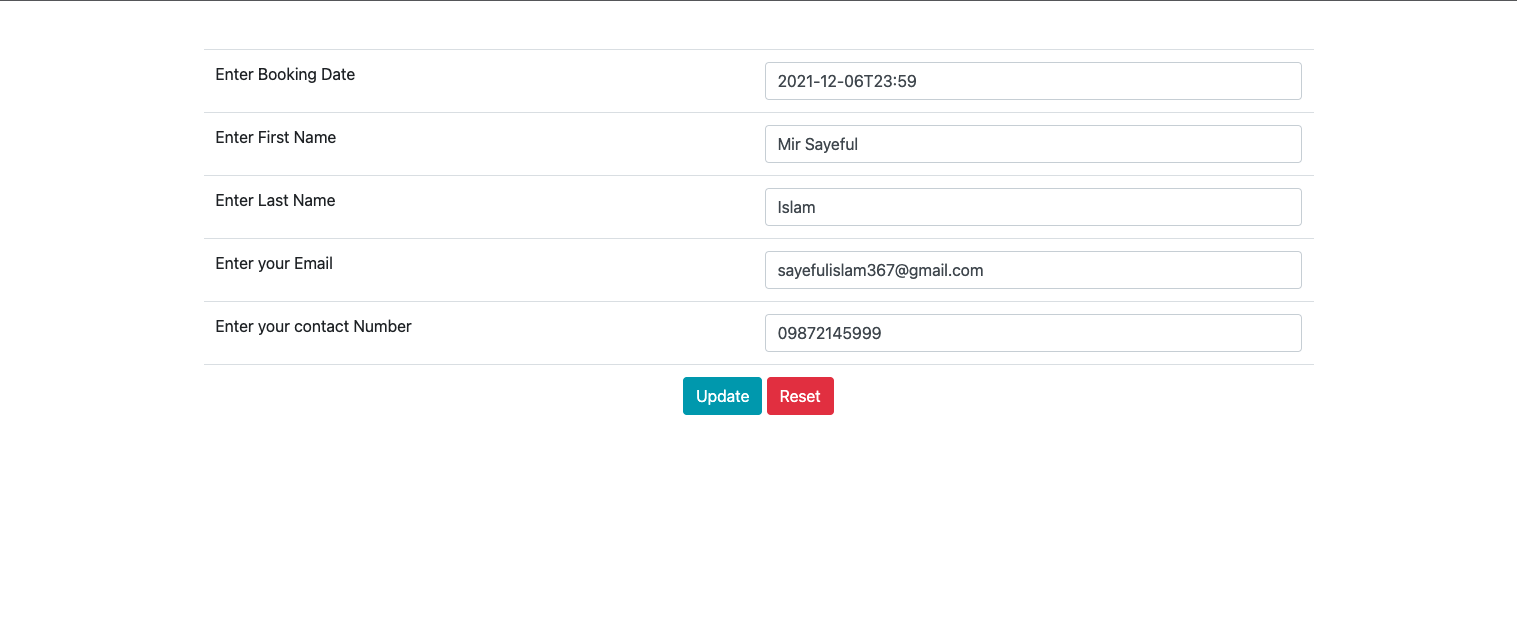 Enter Booking Date
2021-12-06T23:59
Enter First Name
Mir Sayeful
Enter Last Name
Islam
Enter your Email
sayefulislam367@gmail.com
Enter your contact Number
09872145999
Update Reset